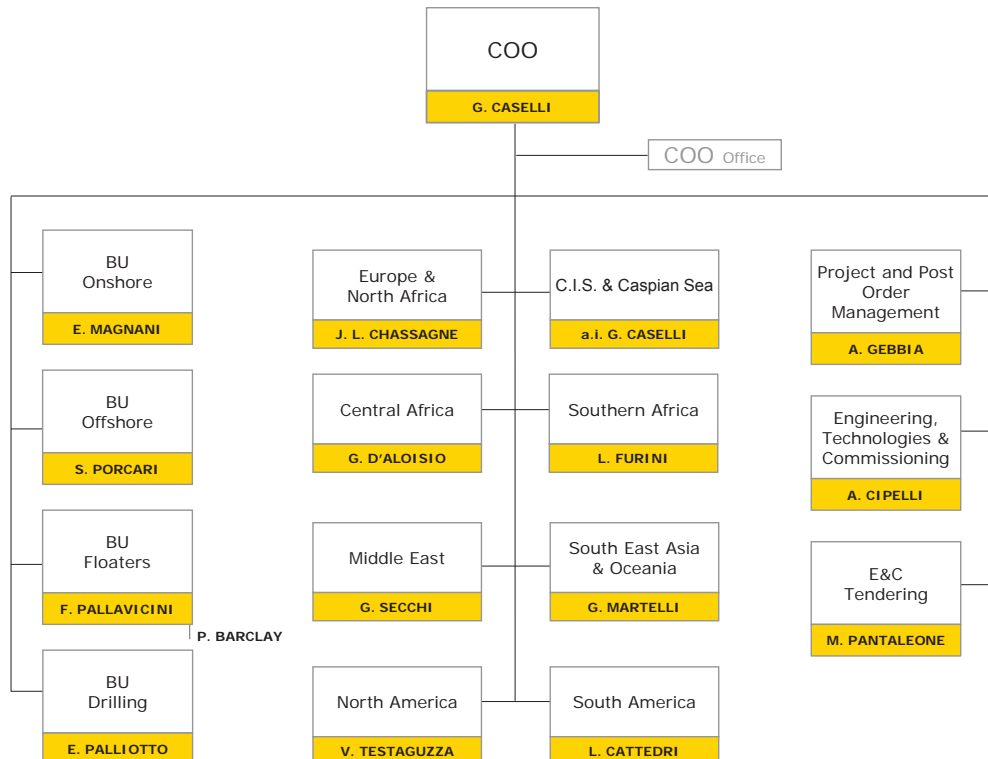 COO
G. CASELLI
COO Office
BU
Onshore
E. MAGNANI
BU
Offshore
S. PORCARI
BU
Floaters
F. PALLAVICINI
P. BARCLAY
BU
Drilling
E. PALLIOTTO
Europe &
North Africa
J. L. CHASSAGNE
C.I.S. & Caspian Sea
a.i. G. CASELLI
Central Africa
G. D'ALOISIO
Southern Africa
L. FURINI
Middle East
G. SECCHI
South East Asia
& Oceania
G. MARTELLI
North America
V. TESTAGUZZA
South America
L. CATTEDRI
Project and Post
Order
Management
A. GEBBIA
Engineering,
Technologies &
Commissioning
A. CIPELLI
E&C
Tendering
M. PANTALEONE